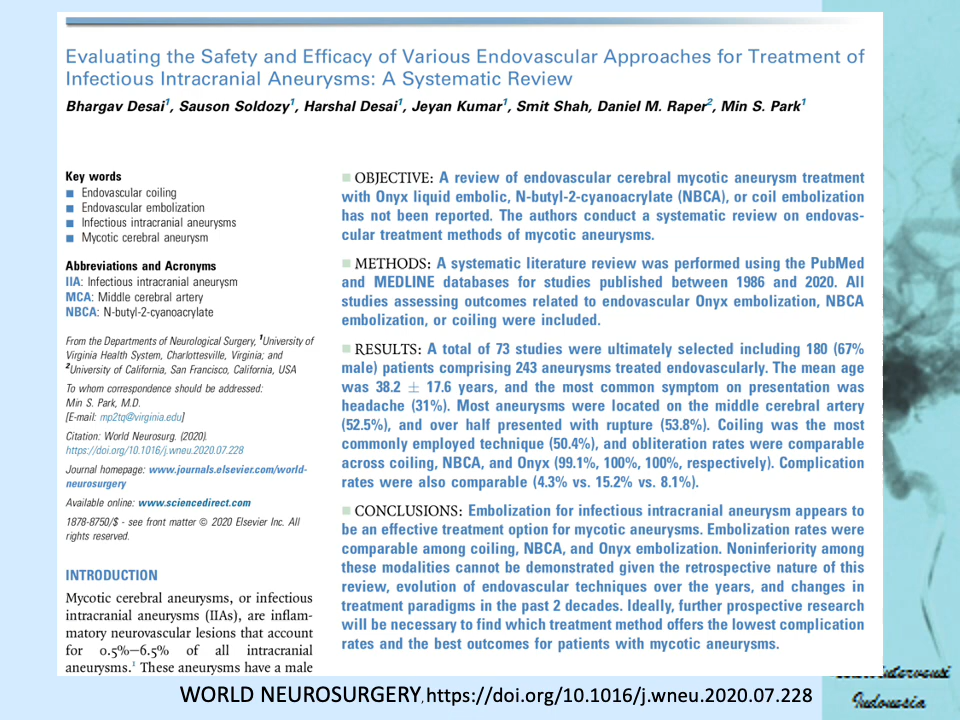 Evaluating the Safety and Efficacy of Various Endovascular Approaches for Treatment of
Infectious Intracranial Aneurysms: A Systematic Review
Bhargav Desai1, Sauson Soldozy1, Harshal Desai1, Jeyan Kumar1, Smit Shah, Daniel M. Raper2, Min S. Park1
Key words
■ Endovascular coiling
■ Endovascular embolization
■ Infectious intracranial aneurysms
■ Mycotic cerebral aneurysm
Abbreviations and Acronyms
IIA: Infectious intracranial aneurysm
MCA: Middle cerebral artery
NBCA: N-butyl-2-cyanoacrylate
From the Departments of Neurological Surgery, 1University of
Virginia Health System, Charlottesville, Virginia; and
2University of California, San Francisco, California, USA
To whom correspondence should be addressed:
Min S. Park, M.D.
[E-mail: mp2tq@virginia.edu]
Citation: World Neurosurg. (2020).
https://doi.org/10.1016/j.wneu.2020.07.228
Journal homepage: www.journals.elsevier.com/world-
neurosurgery
Available online: www.sciencedirect.com
1878-8750/$ - see front matter © 2020 Elsevier Inc. All
rights reserved.
INTRODUCTION
Mycotic cerebral aneurysms, or infectious
intracranial aneurysms (IIAs), are inflam-
matory neurovascular lesions that account
for 0.5%–6.5% of all intracranial
aneurysms.1 These aneurysms have a male
■ OBJECTIVE: A review of endovascular cerebral mycotic aneurysm treatment
with Onyx liquid embolic, N-butyl-2-cyanoacrylate (NBCA), or coil embolization
has not been reported. The authors conduct a systematic review on endovas-
cular treatment methods of mycotic aneurysms.
■ METHODS: A systematic literature review was performed using the PubMed
and MEDLINE databases for studies published between 1986 and 2020. All
studies assessing outcomes related to endovascular Onyx embolization, NBCA
embolization, or coiling were included.
■ RESULTS: A total of 73 studies were ultimately selected including 180 (67%
male) patients comprising 243 aneurysms treated endovascularly. The mean age
was 38.2 ± 17.6 years, and the most common symptom on presentation was
headache (31%). Most aneurysms were located on the middle cerebral artery
(52.5%), and over half presented with rupture (53.8%). Coiling was the most
commonly employed technique (50.4%), and obliteration rates were comparable
across coiling, NBCA, and Onyx (99.1%, 100%, 100%, respectively). Complication
rates were also comparable (4.3% vs. 15.2% vs. 8.1%).
■ CONCLUSIONS: Embolization for infectious intracranial aneurysm appears to
be an effective treatment option for mycotic aneurysms. Embolization rates were
comparable among coiling, NBCA, and Onyx embolization. Noninferiority among
these modalities cannot be demonstrated given the retrospective nature of this
review, evolution of endovascular techniques over the years, and changes in
treatment paradigms in the past 2 decades. Ideally, further prospective research
will be necessary to find which treatment method offers the lowest complication
rates and the best outcomes for patients with mycotic aneurysms.
WORLD NEUROSURGERY,https://doi.org/10.1016/j.wneu.2020.07.228
Indonesia